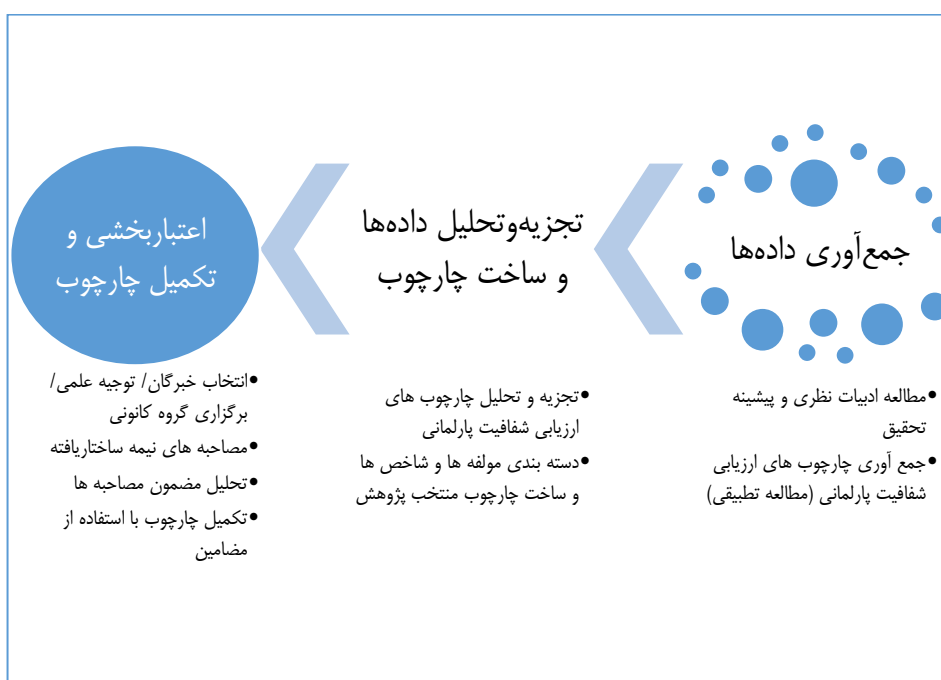 جمع‌آوری داده‌ها
•مطالعه ادبیات نظری و پیشینه
تحقیق
•جمع آوری چارچوب های ارزیابی
شفافیت پارلمانی (مطالعه تطبیقی)
تجزیه‌وتحلیل داده‌ها
و ساخت چارچوب
•تجزیه و تحلیل چارچوب های
ارزیابی شفافیت پارلمانی
•دسته بندی مولفه ها و شاخص ها
و ساخت چارچوب منتخب پژوهش
اعتباربخشی و
تکمیل چارچوب
•انتخاب خبرگان/ توجیه علمی/
برگزاری گروه کانونی
•مصاحبه های نیمه ساختاریافته
•تحلیل مضمون مصاحبه ها
•تکمیل چارچوب با استفاده از
مضامین